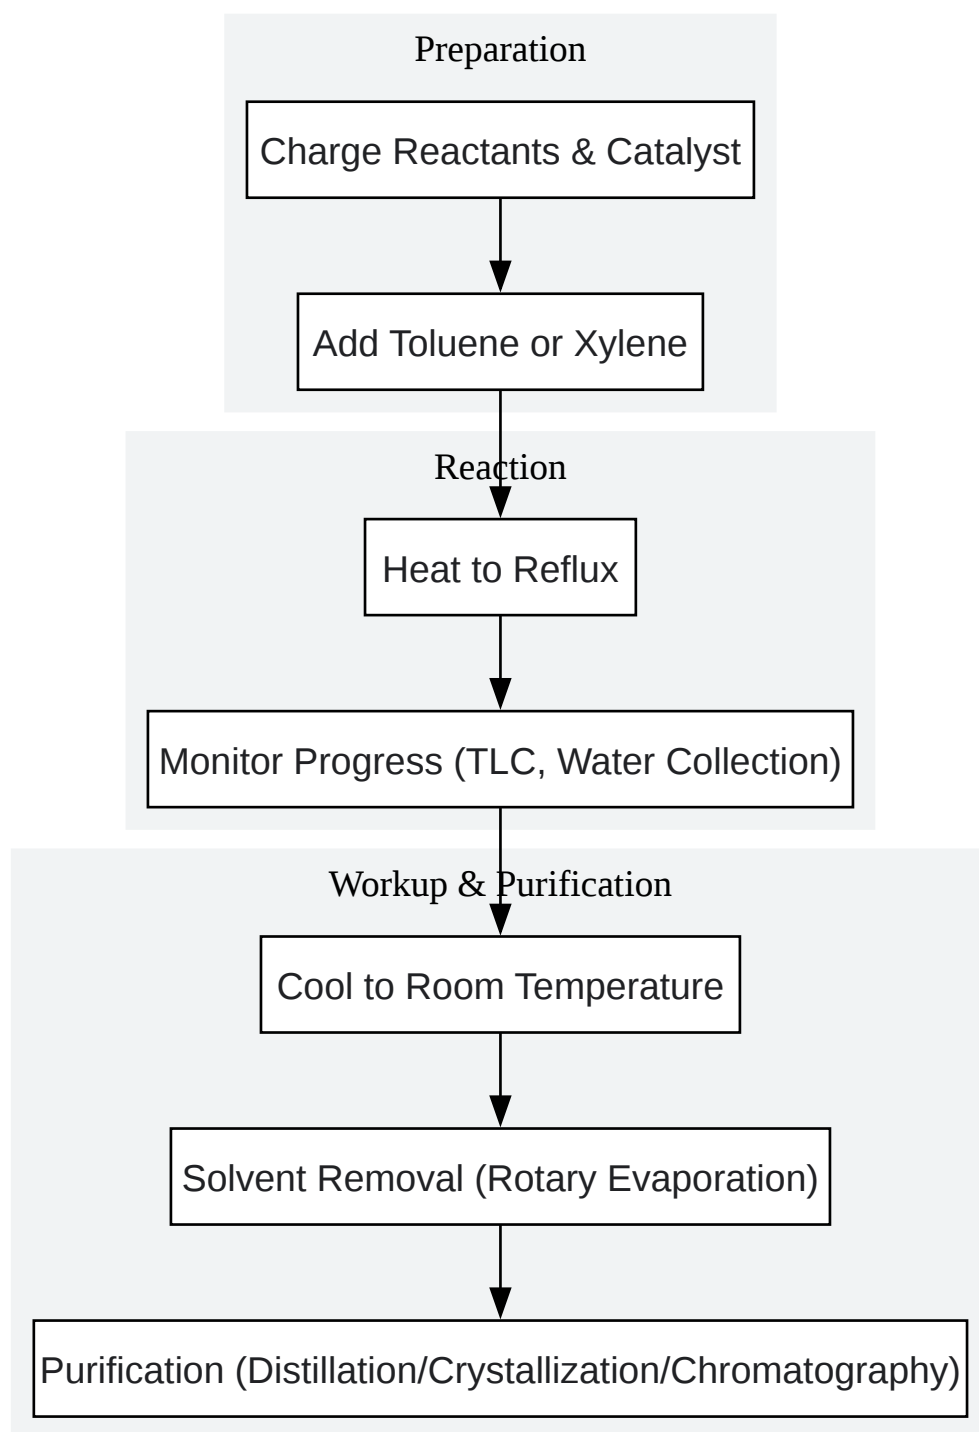 Preparation
Charge Reactants & Catalyst
Add Toluene or Xylene
Reaction
Heat to Reflux
Monitor Progress (TLC, Water Collection)
Workup & Purification
Cool to Room Temperature
Solvent Removal (Rotary Evaporation)
Purification (Distillation/Crystallization/Chromatography)